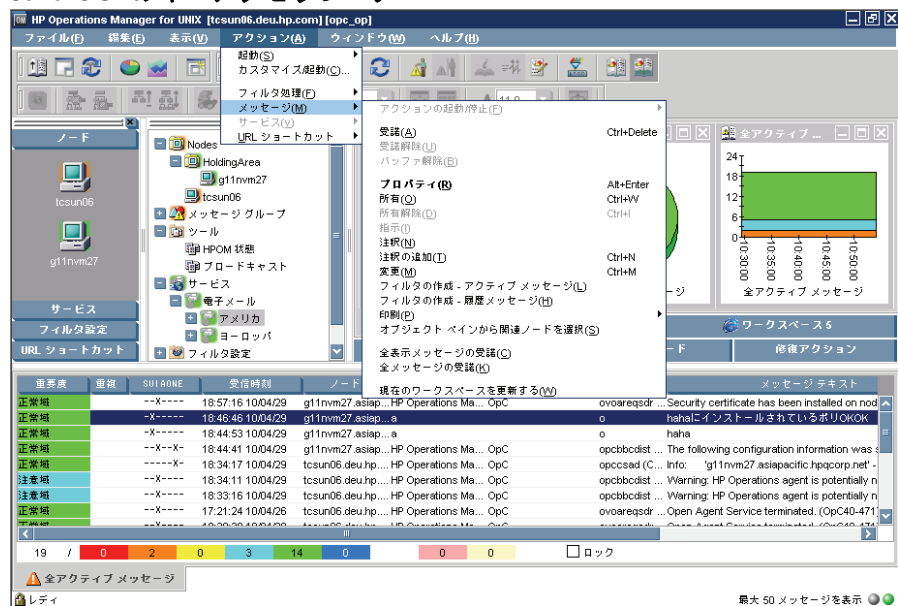 HP Operations Manager for UNIX [tcsun06.deu.hp.com] [opc_op]
ファイル(F) 編集(E) 表示(V) アクション(A) ウィンドウ(W) ヘルプ(H)
起動(S)
カスタマイズ起動(C)...
フィルタ処理(F)
メッセージ(M)
サービス(V)
URL ショートカット
アクションの起動/停止(F)
受諾(A) Ctrl+Delete
受諾解除(U)
バッファ解除(B)
プロパティ(R) Alt+Enter
所有(O) Ctrl+W
所有解除(D) Ctrl+I
指示(I)
注釈(N)
注釈の追加(T) Ctrl+N
変更(M) Ctrl+M
フィルタの作成 - アクティブ メッセージ(L)
フィルタの作成 - 履歴メッセージ(H)
印刷(P)
オブジェクト ペインから関連ノードを選択(S)
全表示メッセージの受諾(C)
全メッセージの受諾(K)
現在のワークスペースを更新する(W)
ノード
tcsun06
g11nvm27
サービス
フィルタ設定
URL ショートカット
Nodes
HoldingArea
g11nvm27
tcsun06
メッセージ グループ
ツール
HPOM 状態
ブロードキャスト
サービス
電子メール
アメリカ
ヨーロッパ
フィルタ設定
全アクティブ ...
24
18
12
6
0
10:30:00
10:35:00
10:40:00
10:45:00
10:50:00
全アクティブ メッセージ
ワークスペース 5
修復アクション
重要度 重複 SUIAONE 受信時刻 ノード メッセージ テキスト
正常域 --X---- 18:57:16 10/04/29 g11nvm27.asiap... HP Operations Ma... OpC ovoareqsdr ... Security certificate has been installed on nod
正常域 -X----- 18:46:46 10/04/29 g11nvm27.asiap... a o hahaにインストールされているポリOKOK
正常域 -X----- 18:44:53 10/04/29 g11nvm27.asiap... a o haha
正常域 --X--X- 18:44:41 10/04/29 g11nvm27.asiap... HP Operations Ma... OpC opcbbcdist ... The following configuration information was s
正常域 -----X- 18:34:17 10/04/29 tcsun06.deu.hp.... HP Operations Ma... OpC opccsad (C... Info: 'g11nvm27.asiapacific.hpqcorp.net' -
注意域 --X---- 18:34:11 10/04/29 tcsun06.deu.hp.... HP Operations Ma... OpC opcbbcdist ... Warning: HP Operations agent is potentially n
注意域 --X---- 18:33:16 10/04/29 tcsun06.deu.hp.... HP Operations Ma... OpC opcbbcdist ... Warning: HP Operations agent is potentially n
正常域 --X---- 17:21:24 10/04/26 tcsun06.deu.hp.... HP Operations Ma... OpC ovoareqsdr ... Open Agent Service terminated. (OpC40-471
19 / 0 2 0 3 14 0 0 0 ロック
全アクティブ メッセージ
レディ 最大 50 メッセージを表示